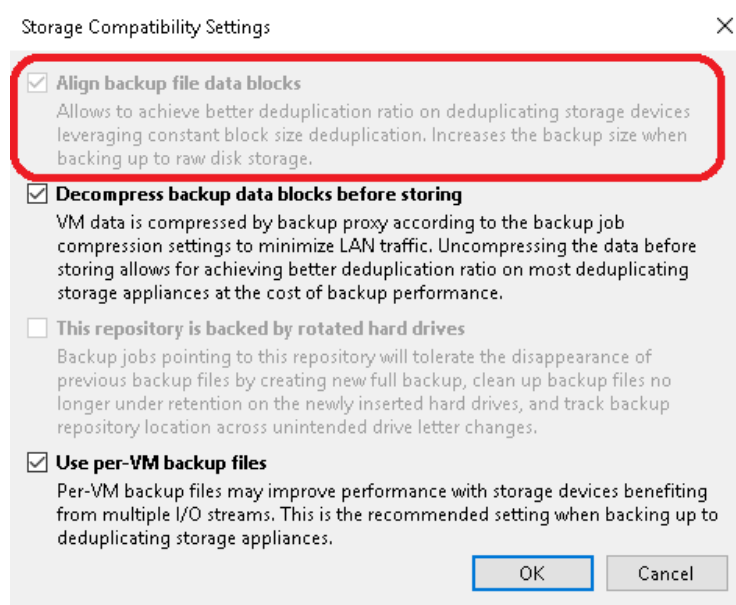 Storage Compatibility Settings
Align backup file data blocks
Allows to achieve better deduplication ratio on deduplicating storage devices
leveraging constant block size deduplication. Increases the backup size when
backing up to raw disk storage.
Decompress backup data blocks before storing
VM data is compressed by backup proxy according to the backup job
compression settings to minimize LAN traffic. Uncompressing the data before
storing allows for achieving better deduplication ratio on most deduplicating
storage appliances at the cost of backup performance.
This repository is backed by rotated hard drives
Backup jobs pointing to this repository will tolerate the disappearance of
previous backup files by creating new full backup, clean up backup files no
longer under retention on the newly inserted hard drives, and track backup
repository location across unintended drive letter changes.
Use per-VM backup files
Per-VM backup files may improve performance with storage devices benefiting
from multiple I/O streams. This is the recommended setting when backing up to
deduplicating storage appliances.
OK Cancel